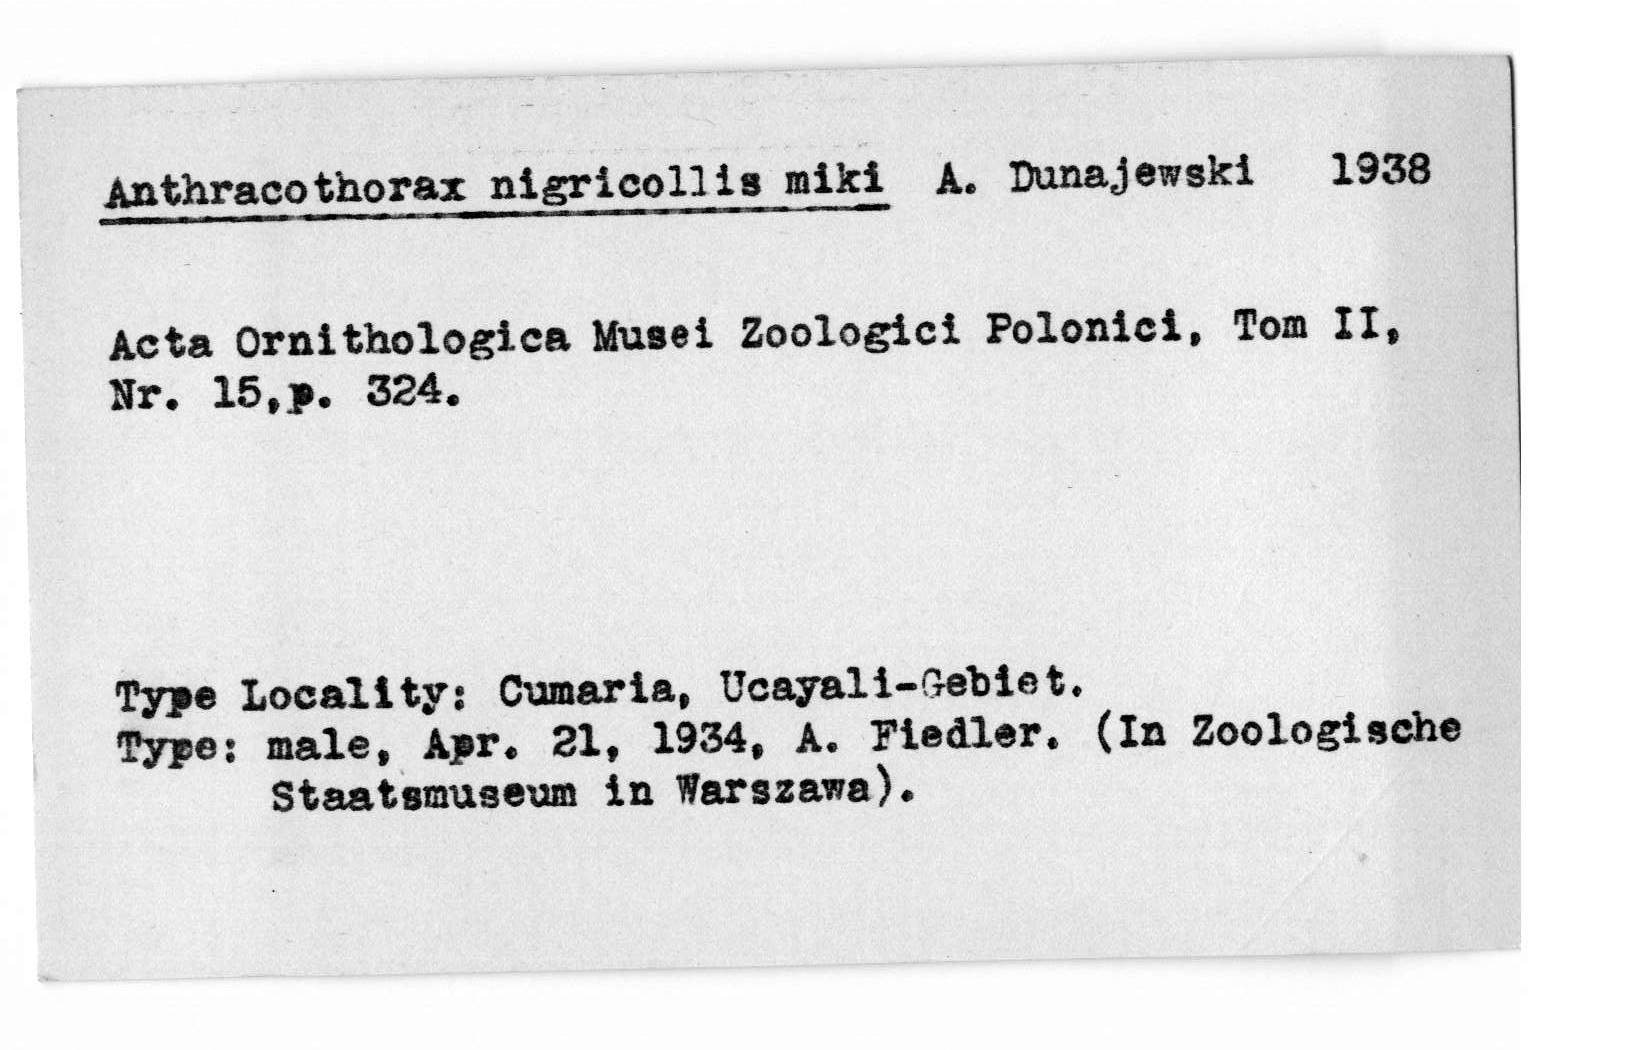 Anthracothorax nigricollis miki A. Dunajewski 1938
Acta Ornithologica Musei Zoologici Polonici, Tom II,
Nr. 15,p. 324.
Type Locality: Cumaria, Ucayali-Gebiet.
Type: male, Apr. 21, 1934, A. Fiedler. (In Zoologische
Staatsmuseum in Warszawa).